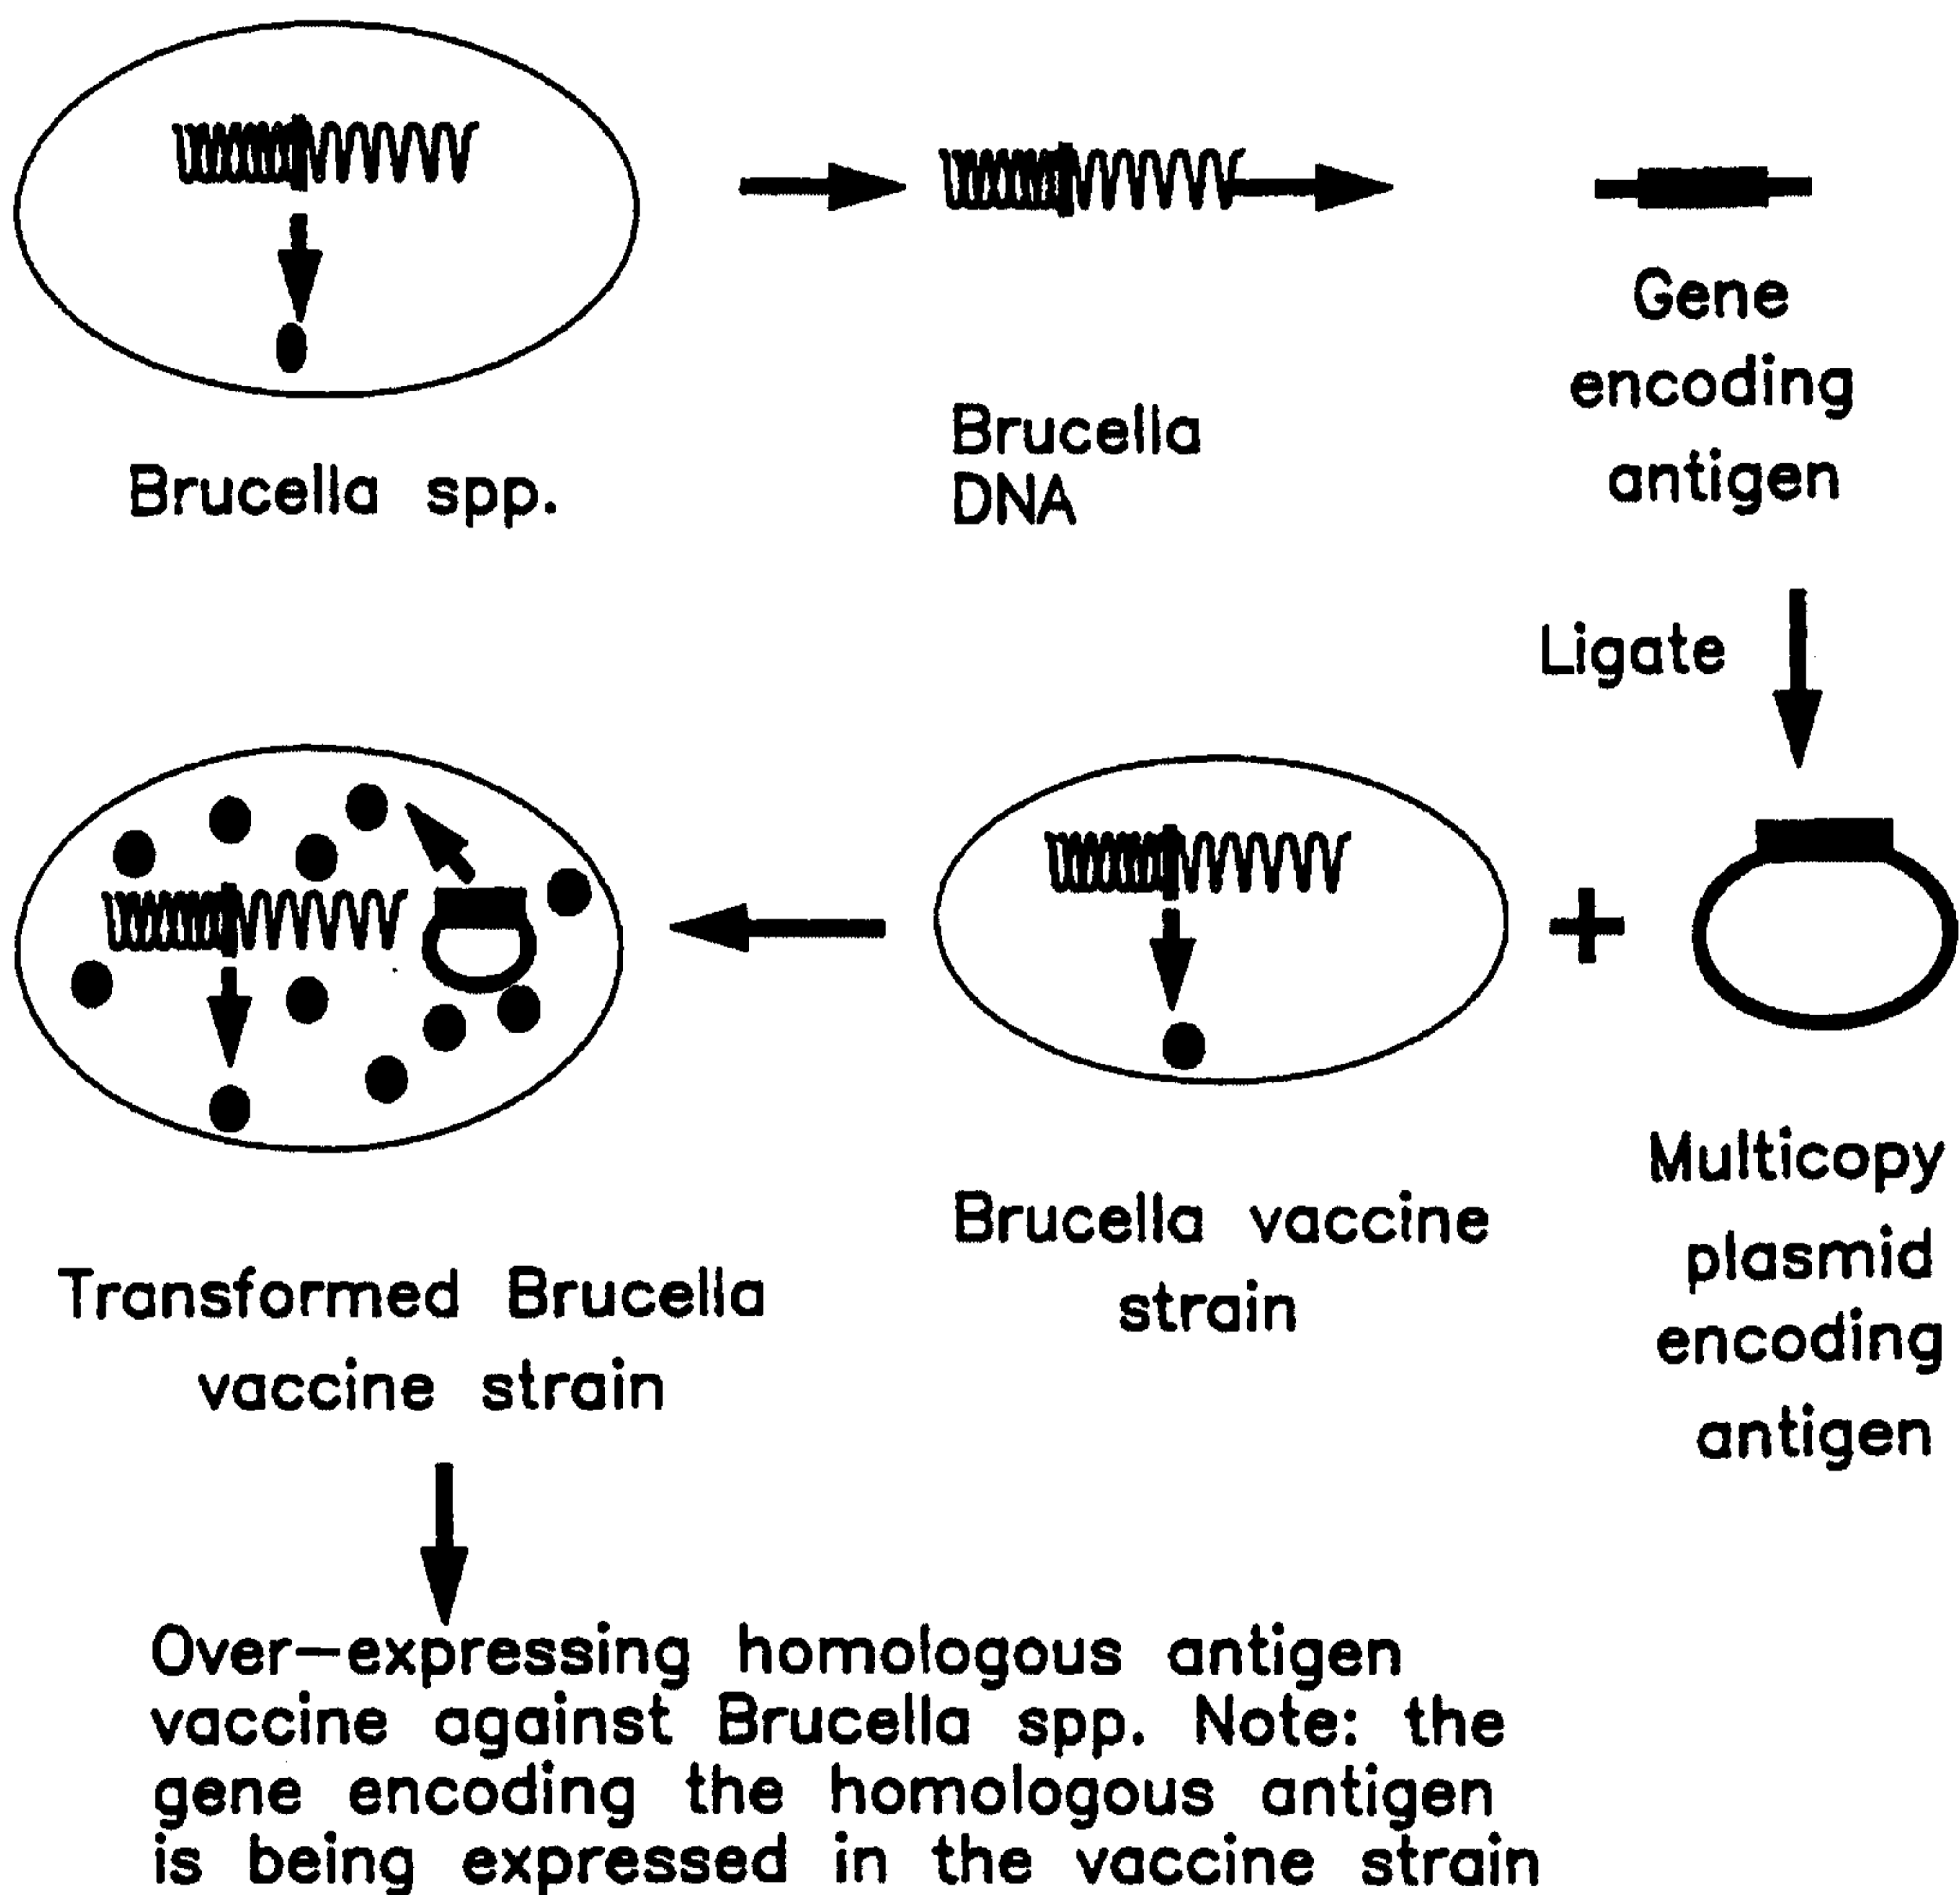 Brucella spp.
Brucella
DNA
Gene
encoding
antigen
Ligate
Transformed Brucella
vaccine strain
Brucella vaccine
strain
+
Multicopy
plasmid
encoding
antigen
Over-expressing homologous antigen
vaccine against Brucella spp. Note: the
gene encoding the homologous antigen
is being expressed in the vaccine strain